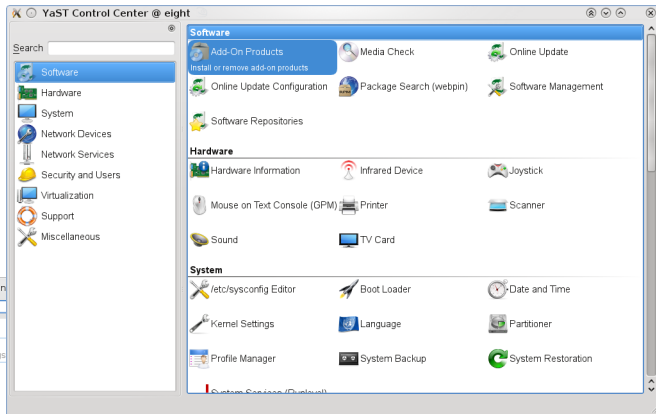 YaST Control Center @ eight
Search
Software
Hardware
System
Network Devices
Network Services
Security and Users
Virtualization
Support
Miscellaneous
Software
Add-On Products
Install or remove add-on products
Media Check
Online Update
Online Update Configuration
Package Search (webpin)
Software Management
Software Repositories
Hardware
Hardware Information
Infrared Device
Joystick
Mouse on Text Console (GPM)
Printer
Scanner
Sound
TV Card
System
/etc/sysconfig Editor
Boot Loader
Date and Time
Kernel Settings
Language
Partitioner
Profile Manager
System Backup
System Restoration
System Services (Runlevel)